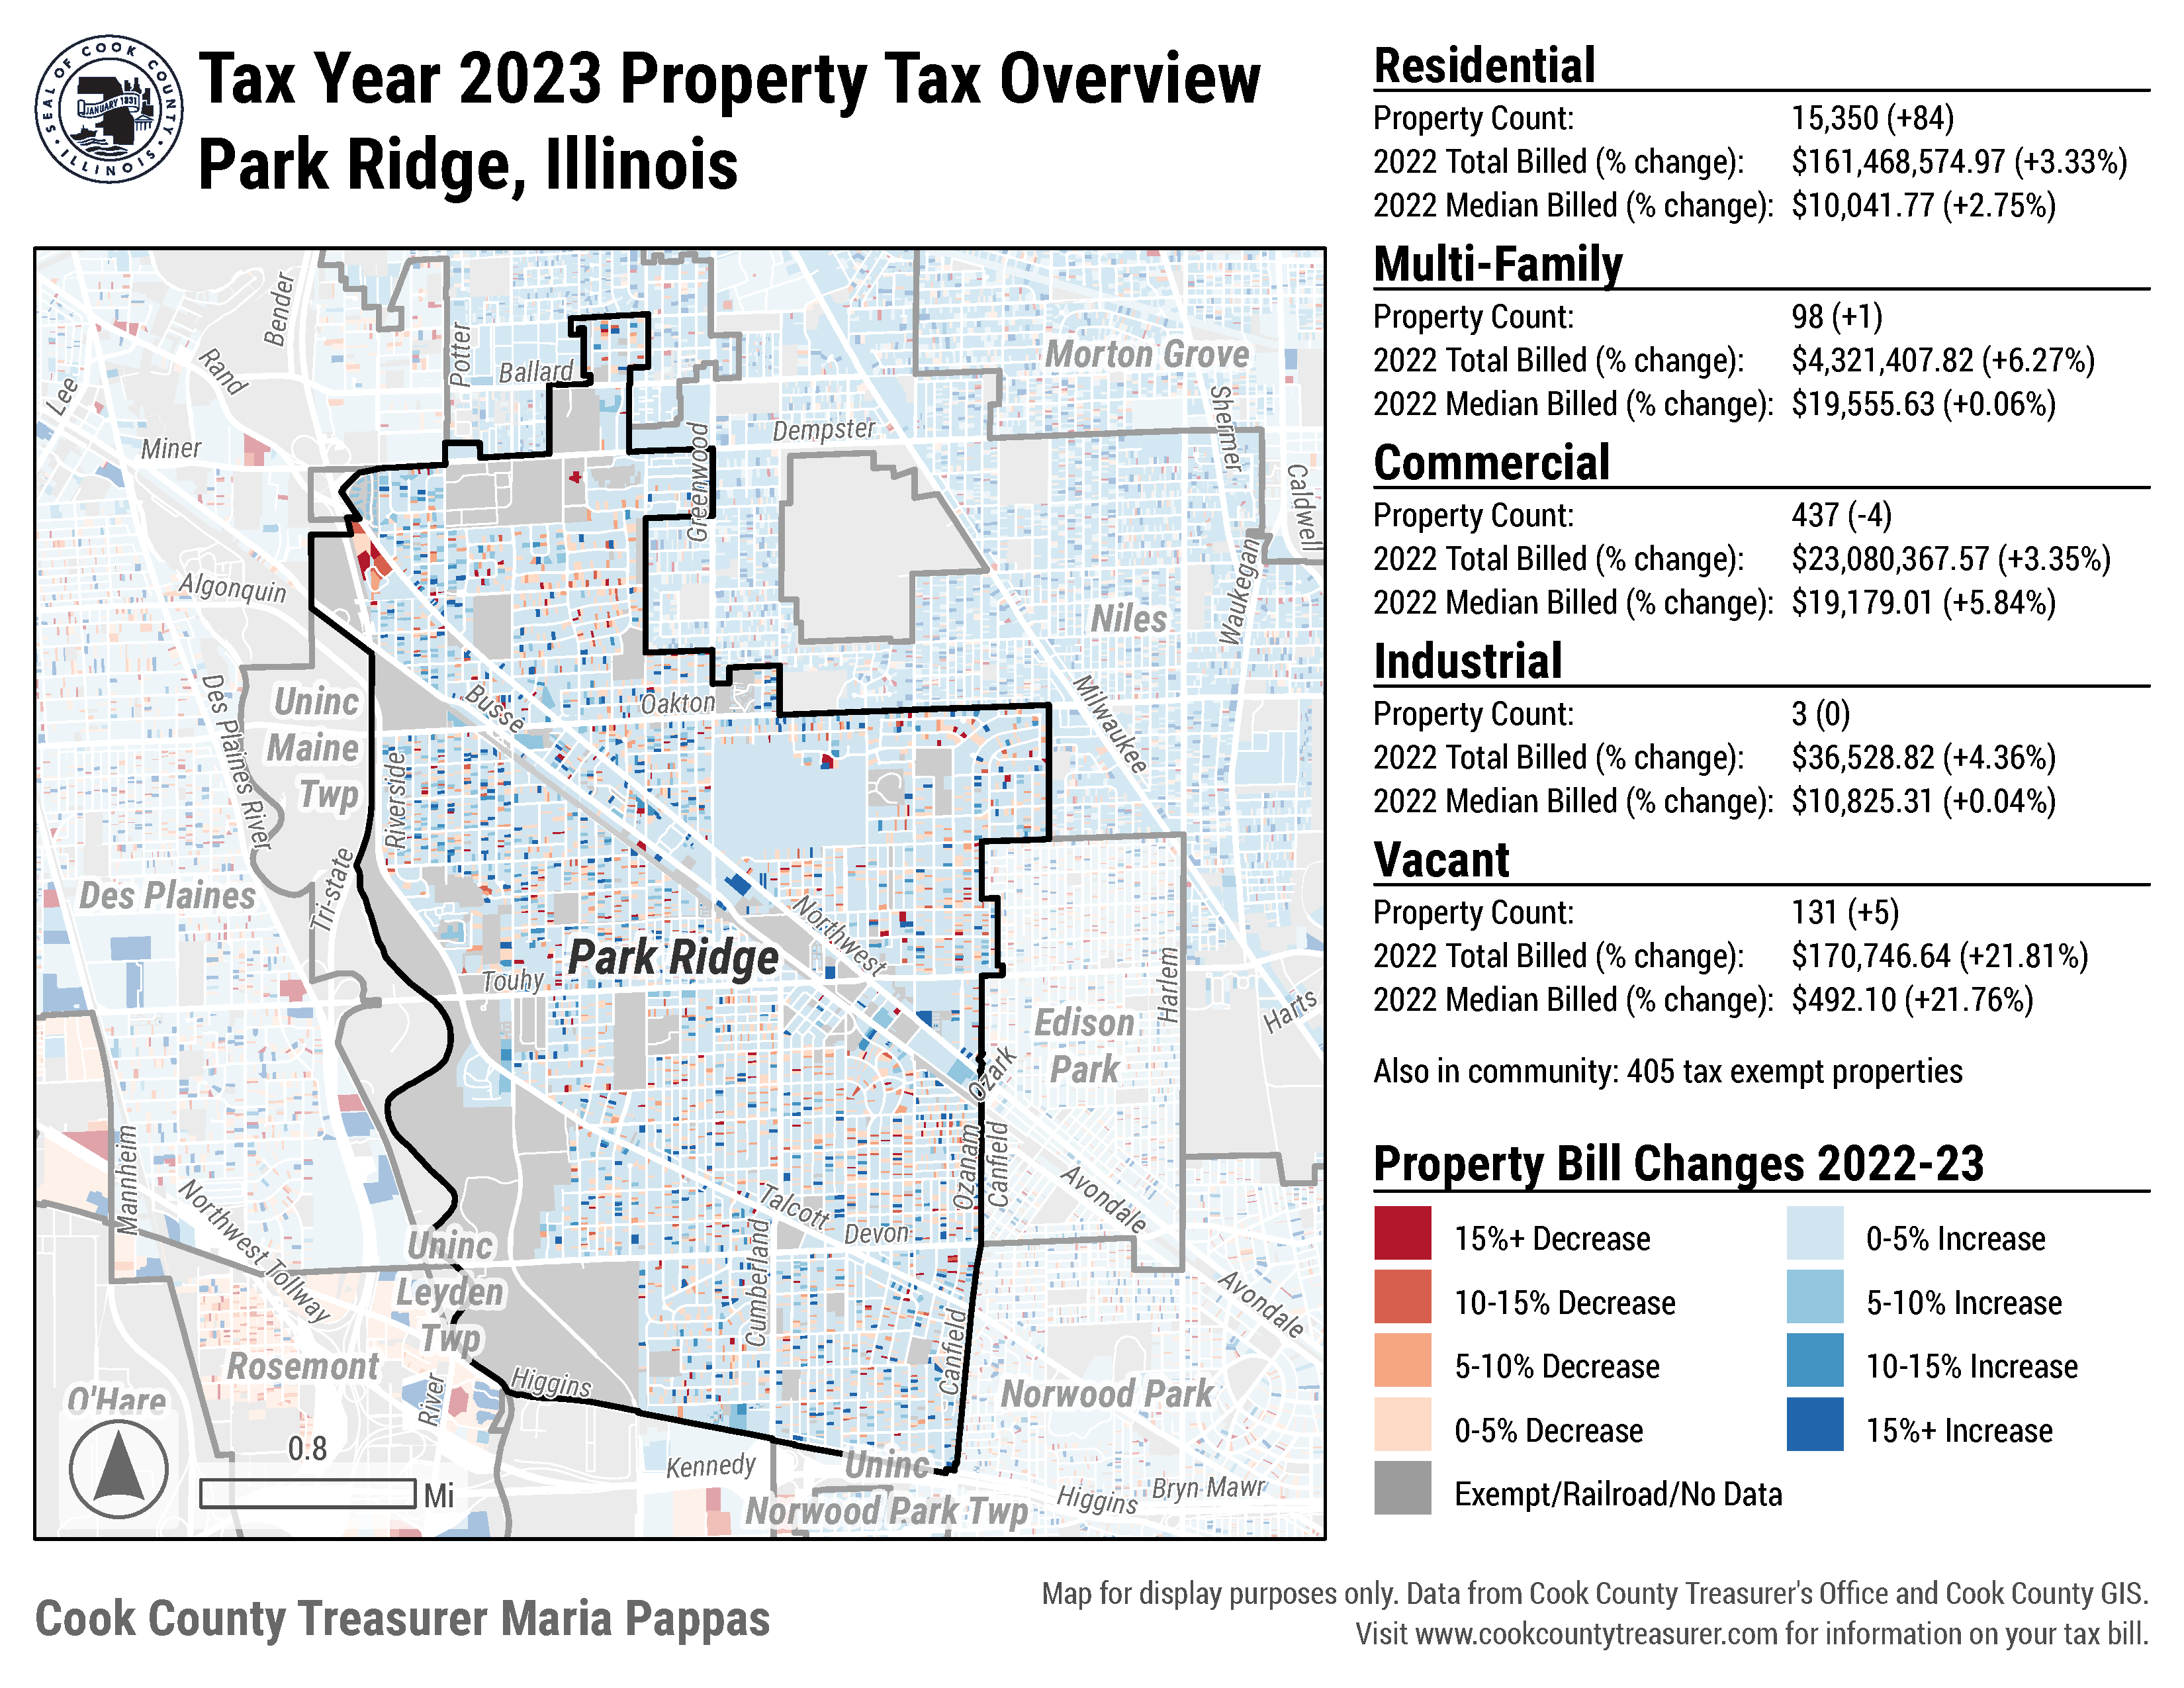 SEAL OF COOK COUNTY
JANUARY 1831
• ILLINOIS •
Tax Year 2023 Property Tax Overview
Park Ridge, Illinois
Residential
Property Count: 15,350 (+84)
2022 Total Billed (% change): $161,468,574.97 (+3.33%)
2022 Median Billed (% change): $10,041.77 (+2.75%)
Multi-Family
Property Count: 98 (+1)
2022 Total Billed (% change): $4,321,407.82 (+6.27%)
2022 Median Billed (% change): $19,555.63 (+0.06%)
Commercial
Property Count: 437 (-4)
2022 Total Billed (% change): $23,080,367.57 (+3.35%)
2022 Median Billed (% change): $19,179.01 (+5.84%)
Industrial
Property Count: 3 (0)
2022 Total Billed (% change): $36,528.82 (+4.36%)
2022 Median Billed (% change): $10,825.31 (+0.04%)
Vacant
Property Count: 131 (+5)
2022 Total Billed (% change): $170,746.64 (+21.81%)
2022 Median Billed (% change): $492.10 (+21.76%)
Also in community: 405 tax exempt properties
Property Bill Changes 2022-23
15%+ Decrease
0-5% Increase
10-15% Decrease
5-10% Increase
5-10% Decrease
10-15% Increase
0-5% Decrease
15%+ Increase
Exempt/Railroad/No Data
Bender
Potter
Ballard
Rand
Lee
Miner
Morton Grove
Shermer
Dempster
Greenwood
Caldwell
Algonquin
Waukegan
Niles
Des Plaines River
Uninc
Maine
Twp
Busse
Oakton
Milwaukee
Riverside
Tri-state
Des Plaines
Northwest
Park Ridge
Touhy
Harlem
Harts
Edison
Park
Ozark
Mannheim
Ozanam
Canfield
Avondale
Northwest Tollway
Talcott
Devon
Cumberland
Uninc
Leyden
Twp
Avondale
Rosemont
River
Higgins
Canfield
Norwood Park
O'Hare
0.8
Mi
Kennedy
Uninc
Norwood Park Twp
Higgins
Bryn Mawr
Cook County Treasurer Maria Pappas
Map for display purposes only. Data from Cook County Treasurer's Office and Cook County GIS.
Visit www.cookcountytreasurer.com for information on your tax bill.